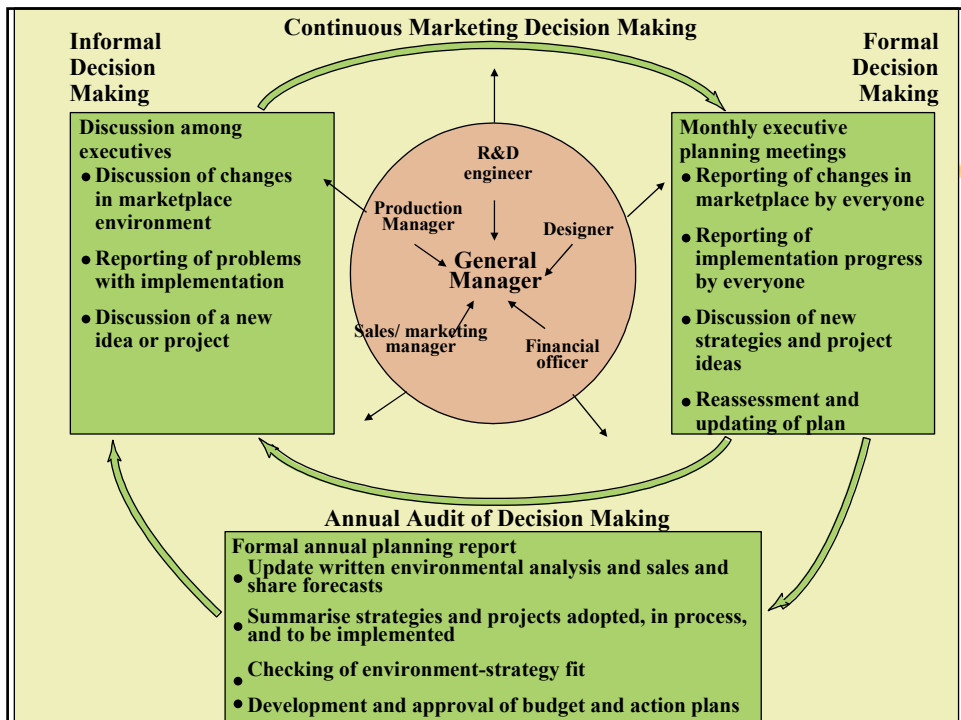 Continuous Marketing Decision Making
Informal
Decision
Making
Formal
Decision
Making
Discussion among
executives
● Discussion of changes
in marketplace
environment
● Reporting of problems
with implementation
● Discussion of a new
idea or project
R&D
engineer
Production
Manager
Designer
General
Manager
Sales/ marketing
manager
Financial
officer
Monthly executive
planning meetings
● Reporting of changes in
marketplace by everyone
● Reporting of
implementation progress
by everyone
● Discussion of new
strategies and project
ideas
● Reassessment and
updating of plan
Annual Audit of Decision Making
Formal annual planning report
● Update written environmental analysis and sales and
share forecasts
● Summarise strategies and projects adopted, in process,
and to be implemented
● Checking of environment-strategy fit
● Development and approval of budget and action plans